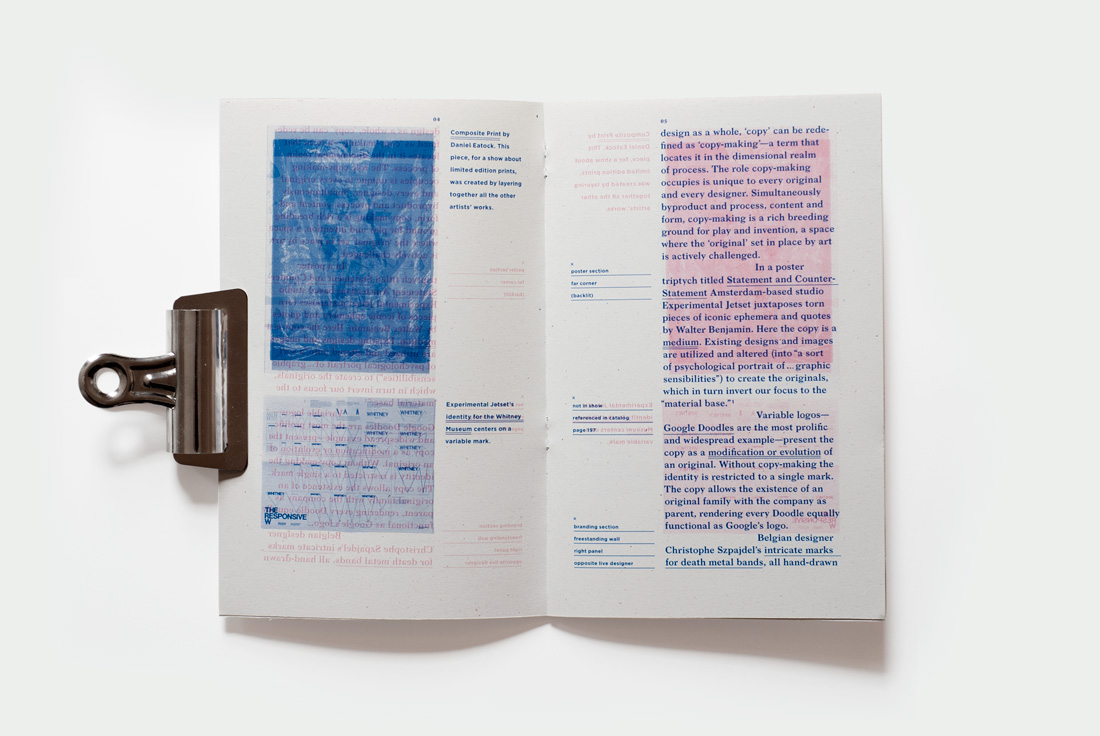 04
Composite Print by
Daniel Eatock. This
piece, for a show about
limited edition prints,
was created by layering
together all the other
artists' works.
Experimental Jetset's
identity for the Whitney
Museum centers on a
variable mark.
WHITNEY
WHITNEY
WHITNEY
WHITNEY
WHITNEY
THE
RESPONSIVE
W
05
poster section
far corner
(backlit)
not in show
referenced in catalog
page 197
branding section
freestanding wall
right panel
opposite live designer
design as a whole, 'copy' can be rede-
fined as 'copy-making'—a term that
locates it in the dimensional realm
of process. The role copy-making
occupies is unique to every original
and every designer. Simultaneously
byproduct and process, content and
form, copy-making is a rich breeding
ground for play and invention, a space
where the 'original' set in place by art
is actively challenged.
In a poster
triptych titled Statement and Counter-
Statement Amsterdam-based studio
Experimental Jetset juxtaposes torn
pieces of iconic ephemera and quotes
by Walter Benjamin. Here the copy is a
medium. Existing designs and images
are utilized and altered (into "a sort
of psychological portrait of ... graphic
sensibilities") to create the originals,
which in turn invert our focus to the
"material base."¹
Variable logos—
Google Doodles are the most prolific
and widespread example—present the
copy as a modification or evolution of
an original. Without copy-making the
identity is restricted to a single mark.
The copy allows the existence of an
original family with the company as
parent, rendering every Doodle equally
functional as Google's logo.
Belgian designer
Christophe Szpajdel's intricate marks
for death metal bands, all hand-drawn